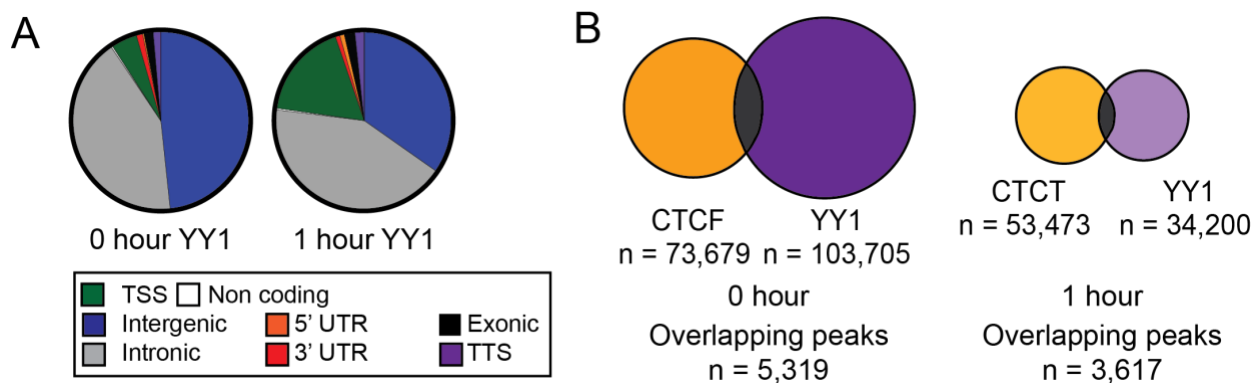 A
0 hour YY1
1 hour YY1
TSS
Non coding
Intergenic
5' UTR
Exonic
Intronic
3' UTR
TTS
B
CTCF
n = 73,679
YY1
n = 103,705
0 hour
Overlapping peaks
n = 5,319
CTCT
n = 53,473
YY1
n = 34,200
1 hour
Overlapping peaks
n = 3,617